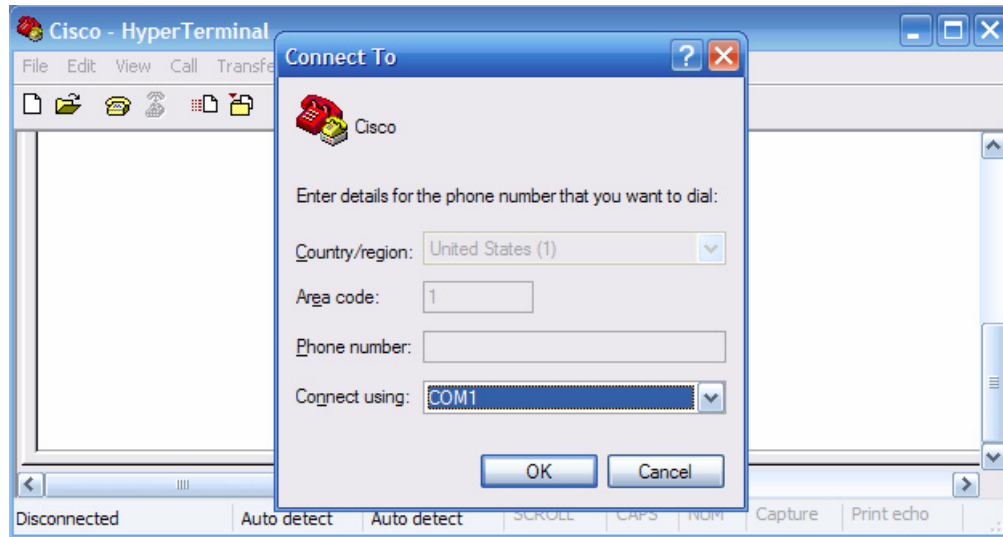 Cisco - HyperTerminal
Connect To
File Edit View Call Transfe
Cisco
Enter details for the phone number that you want to dial:
Country/region: United States (1)
Area code: 1
Phone number:
Connect using: COM1
OK Cancel
Disconnected Auto detect Auto detect SCROLL CAPS NUM Capture Print echo